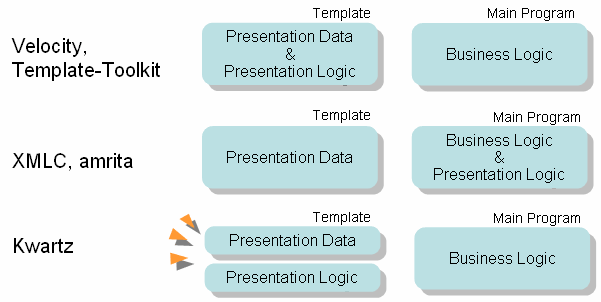 Template
Main Program
Velocity,
Template-Toolkit
Presentation Data
&
Presentation Logic
Business Logic
Template
Main Program
XMLC, amrita
Presentation Data
Business Logic
&
Presentation Logic
Template
Main Program
Kwartz
Presentation Data
Presentation Logic
Business Logic